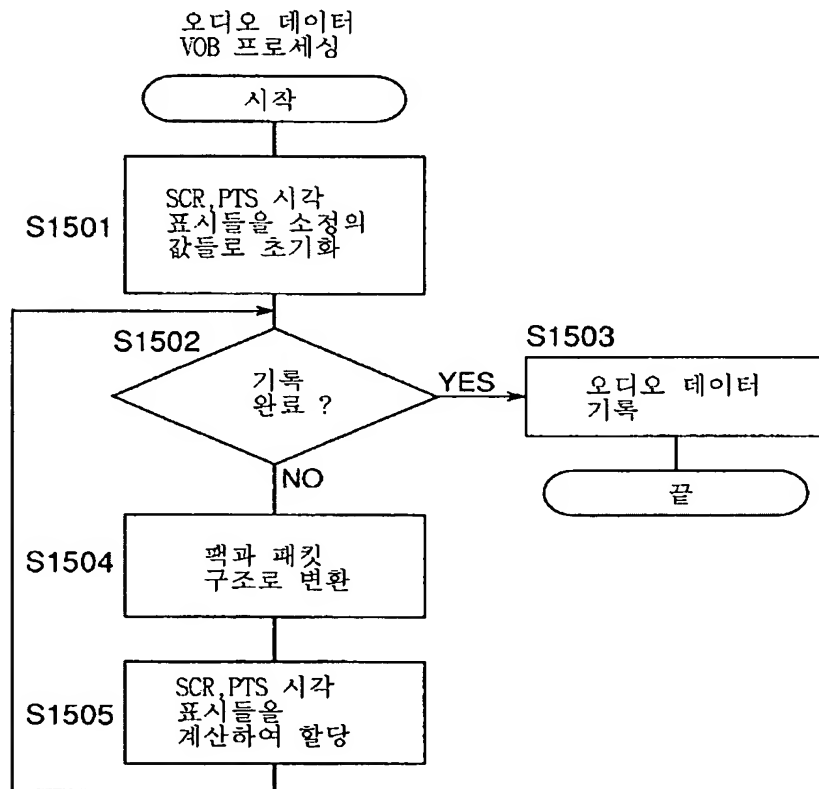 오디오 데이터
VOB 프로세싱
시작
S1501
SCR,PTS 시각
표시들을 소정의
값들로 초기화
S1502
기록
완료 ?
YES
S1503
오디오 데이터
기록
끝
NO
S1504
팩과 패킷
구조로 변환
S1505
SCR,PTS 시각
표시들을
계산하여 할당